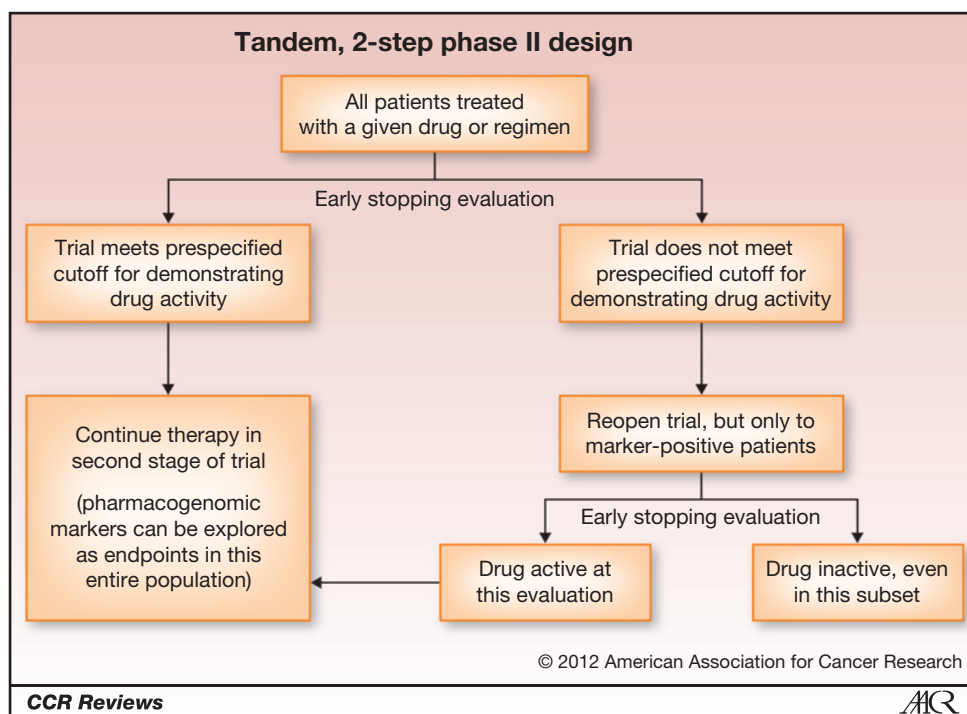 Tandem, 2-step phase II design
All patients treated
with a given drug or regimen
Early stopping evaluation
Trial meets prespecified
cutoff for demonstrating
drug activity
Trial does not meet
prespecified cutoff for
demonstrating drug activity
Continue therapy in
second stage of trial
(pharmacogenomic
markers can be explored
as endpoints in this
entire population)
Reopen trial, but only to
marker-positive patients
Early stopping evaluation
Drug active at
this evaluation
Drug inactive, even
in this subset
© 2012 American Association for Cancer Research
CCR Reviews
AACR